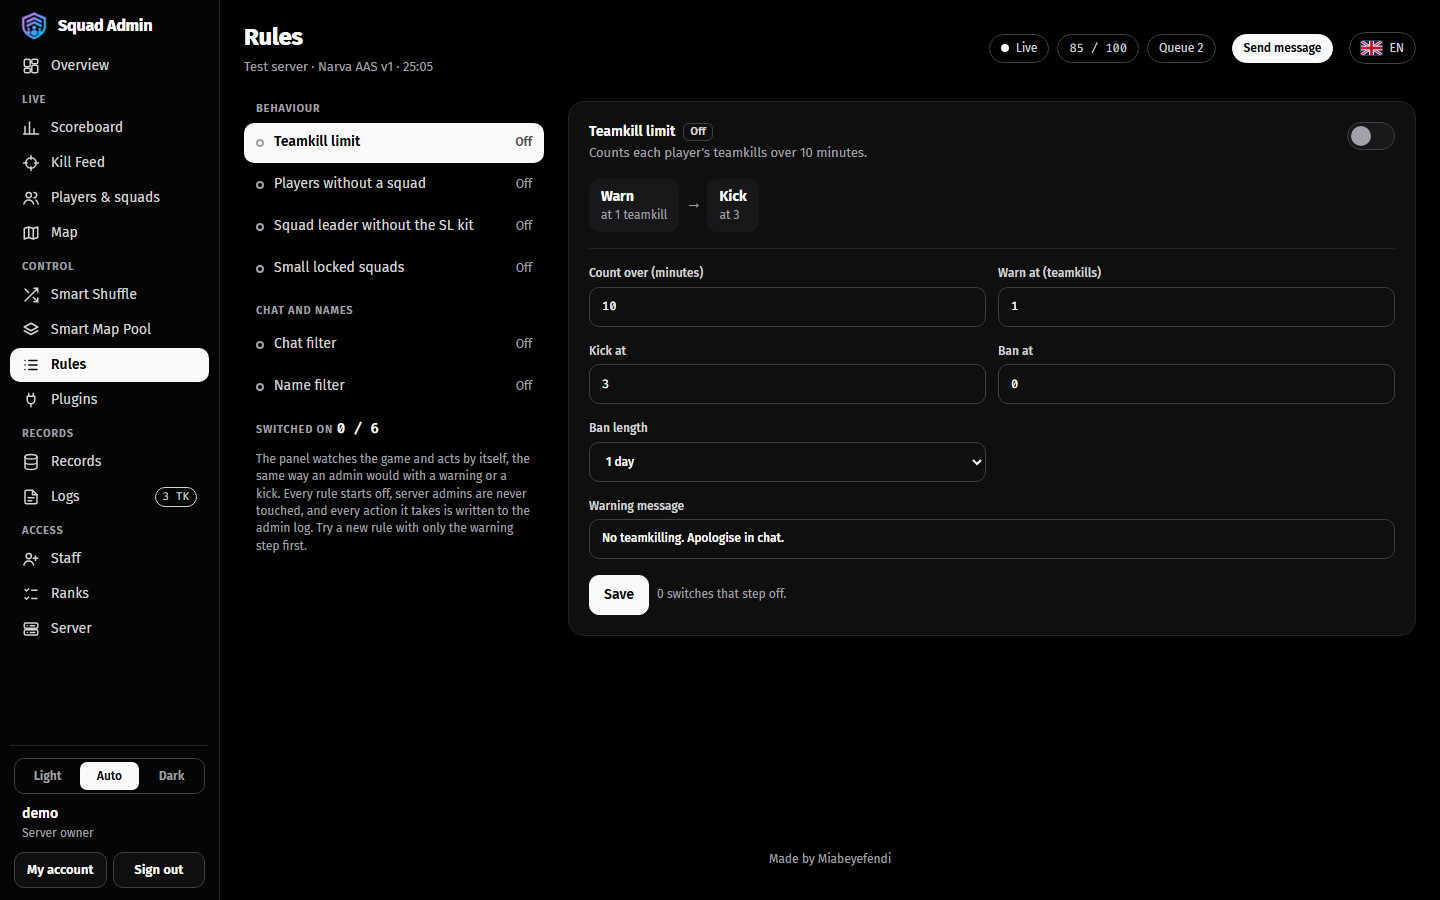 Squad Admin
Overview
LIVE
Scoreboard
Kill Feed
Players & squads
Map
CONTROL
Smart Shuffle
Smart Map Pool
Rules
Plugins
RECORDS
Records
Logs
3 TK
ACCESS
Staff
Ranks
Server
Light
Auto
Dark
demo
Server owner
My account
Sign out
Rules
Test server · Narva AAS v1 · 25:05
Live
85 / 100
Queue 2
Send message
EN
BEHAVIOUR
Teamkill limit
Off
Players without a squad
Off
Squad leader without the SL kit
Off
Small locked squads
Off
CHAT AND NAMES
Chat filter
Off
Name filter
Off
SWITCHED ON 0 / 6
The panel watches the game and acts by itself, the
same way an admin would with a warning or a
kick. Every rule starts off, server admins are never
touched, and every action it takes is written to the
admin log. Try a new rule with only the warning
step first.
Teamkill limit
Off
Counts each player's teamkills over 10 minutes.
Warn
at 1 teamkill
→
Kick
at 3
Count over (minutes)
10
Warn at (teamkills)
1
Kick at
3
Ban at
0
Ban length
1 day
Warning message
No teamkilling. Apologise in chat.
Save
0 switches that step off.
Made by Miabeyefendi